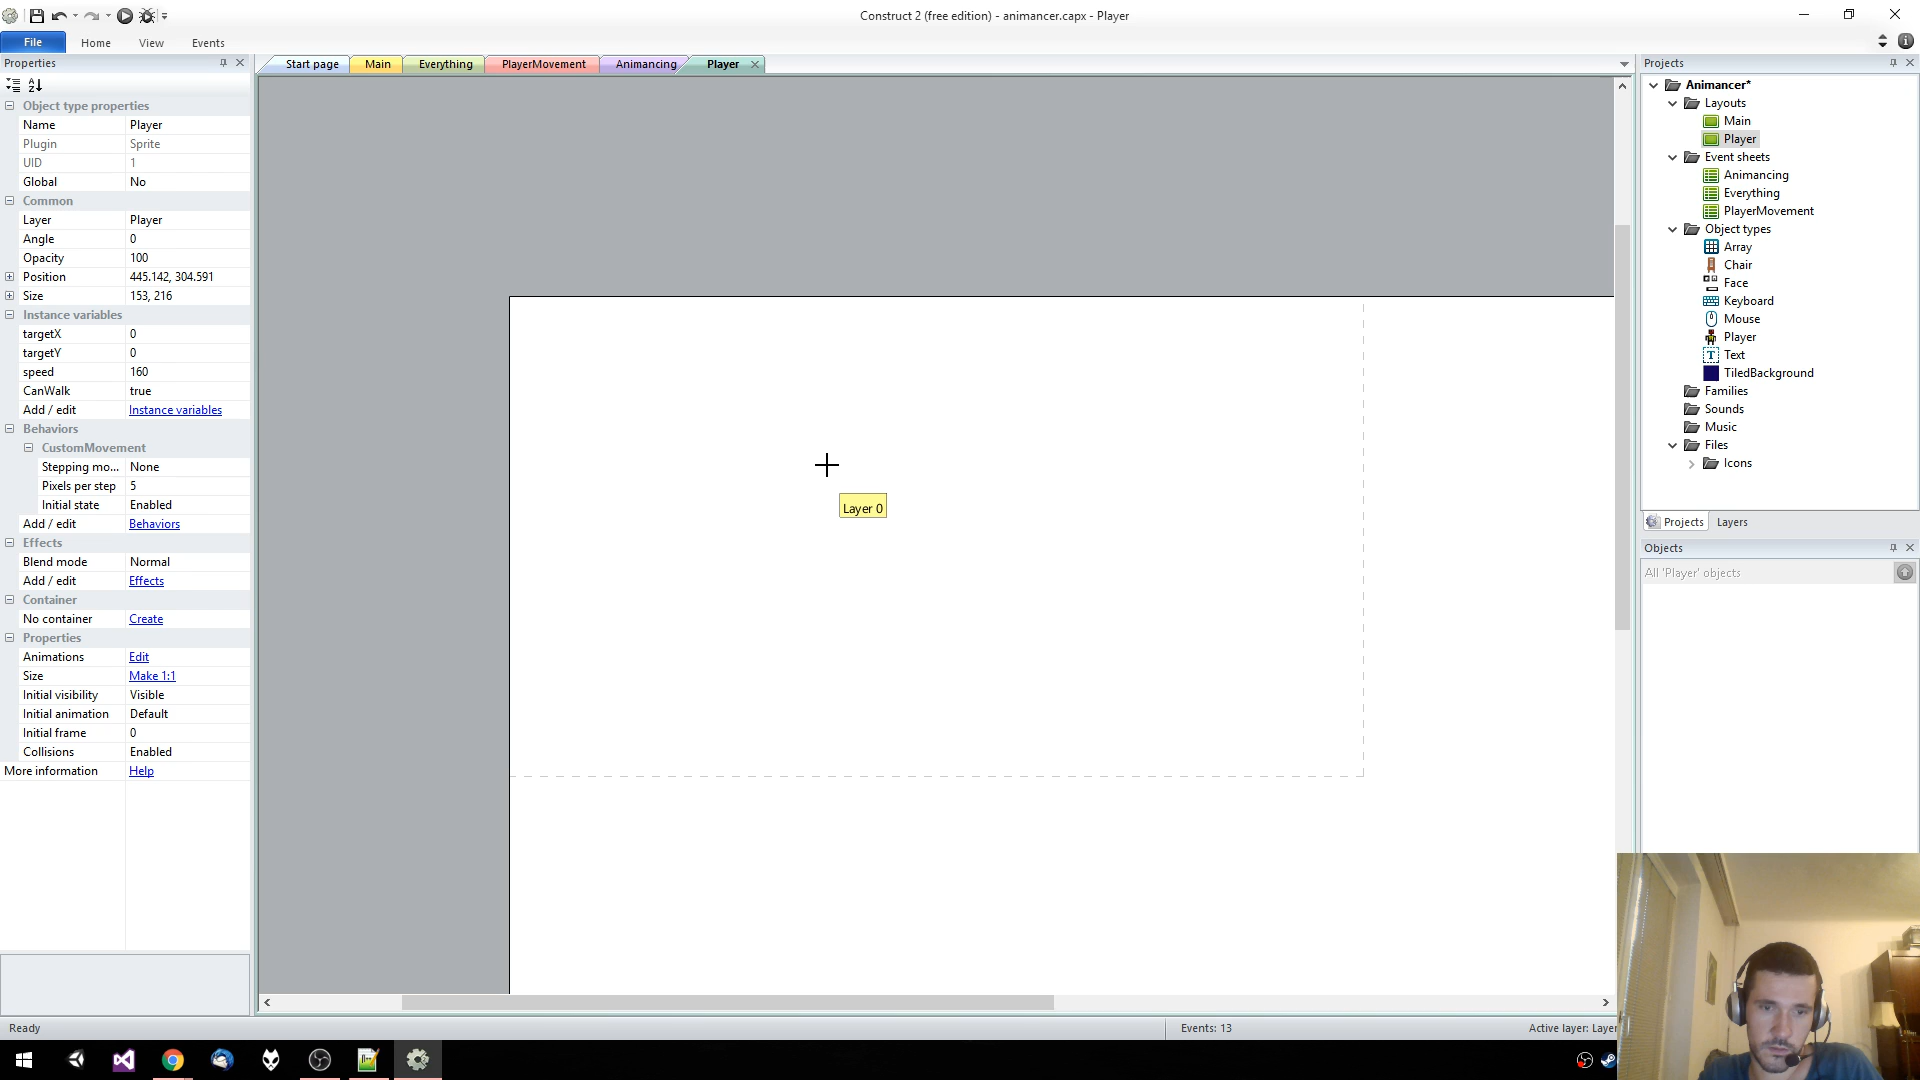 Construct 2 (free edition) - animancer.capx - Player
File
Home
View
Events
Properties
Start page
Main
Everything
PlayerMovement
Animancing
Player
Projects
Object type properties
Name Player
Plugin Sprite
UID 1
Global No
Common
Layer Player
Angle 0
Opacity 100
Position 445.142, 304.591
Size 153, 216
Instance variables
targetX 0
targetY 0
speed 160
CanWalk true
Add / edit Instance variables
Behaviors
CustomMovement
Stepping mo... None
Pixels per step 5
Initial state Enabled
Add / edit Behaviors
Effects
Blend mode Normal
Add / edit Effects
Container
No container Create
Properties
Animations Edit
Size Make 1:1
Initial visibility Visible
Initial animation Default
Initial frame 0
Collisions Enabled
More information Help
Layer 0
Animancer*
Layouts
Main
Player
Event sheets
Animancing
Everything
PlayerMovement
Object types
Array
Chair
Face
Keyboard
Mouse
Player
Text
TiledBackground
Families
Sounds
Music
Files
Icons
Projects
Layers
Objects
All 'Player' objects
Ready
Events: 13
Active layer: Layer